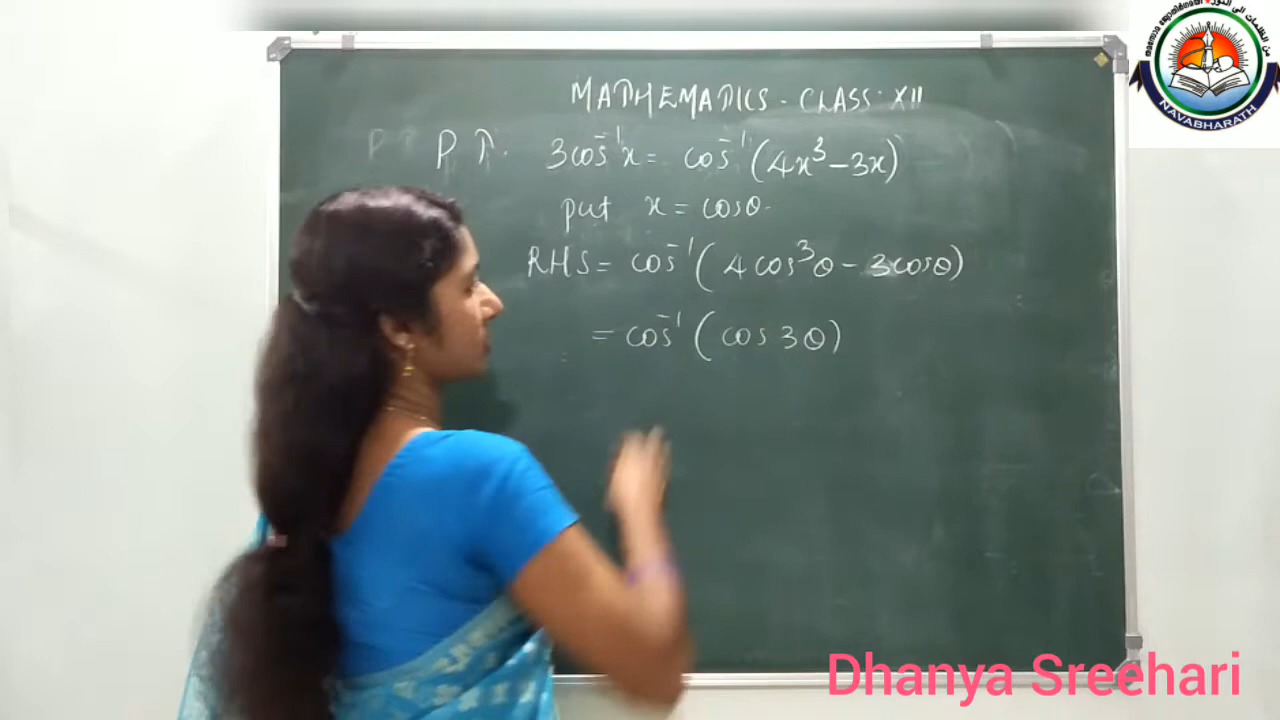 MATHEMATICS - CLASS XII
P T. 3cos⁻¹x = cos⁻¹(4x³-3x)
put x = cosθ.
RHS = cos⁻¹(4cos³θ - 3cosθ)
= cos⁻¹(cos3θ)
NAVABHARATH
Dhanya Sreehari